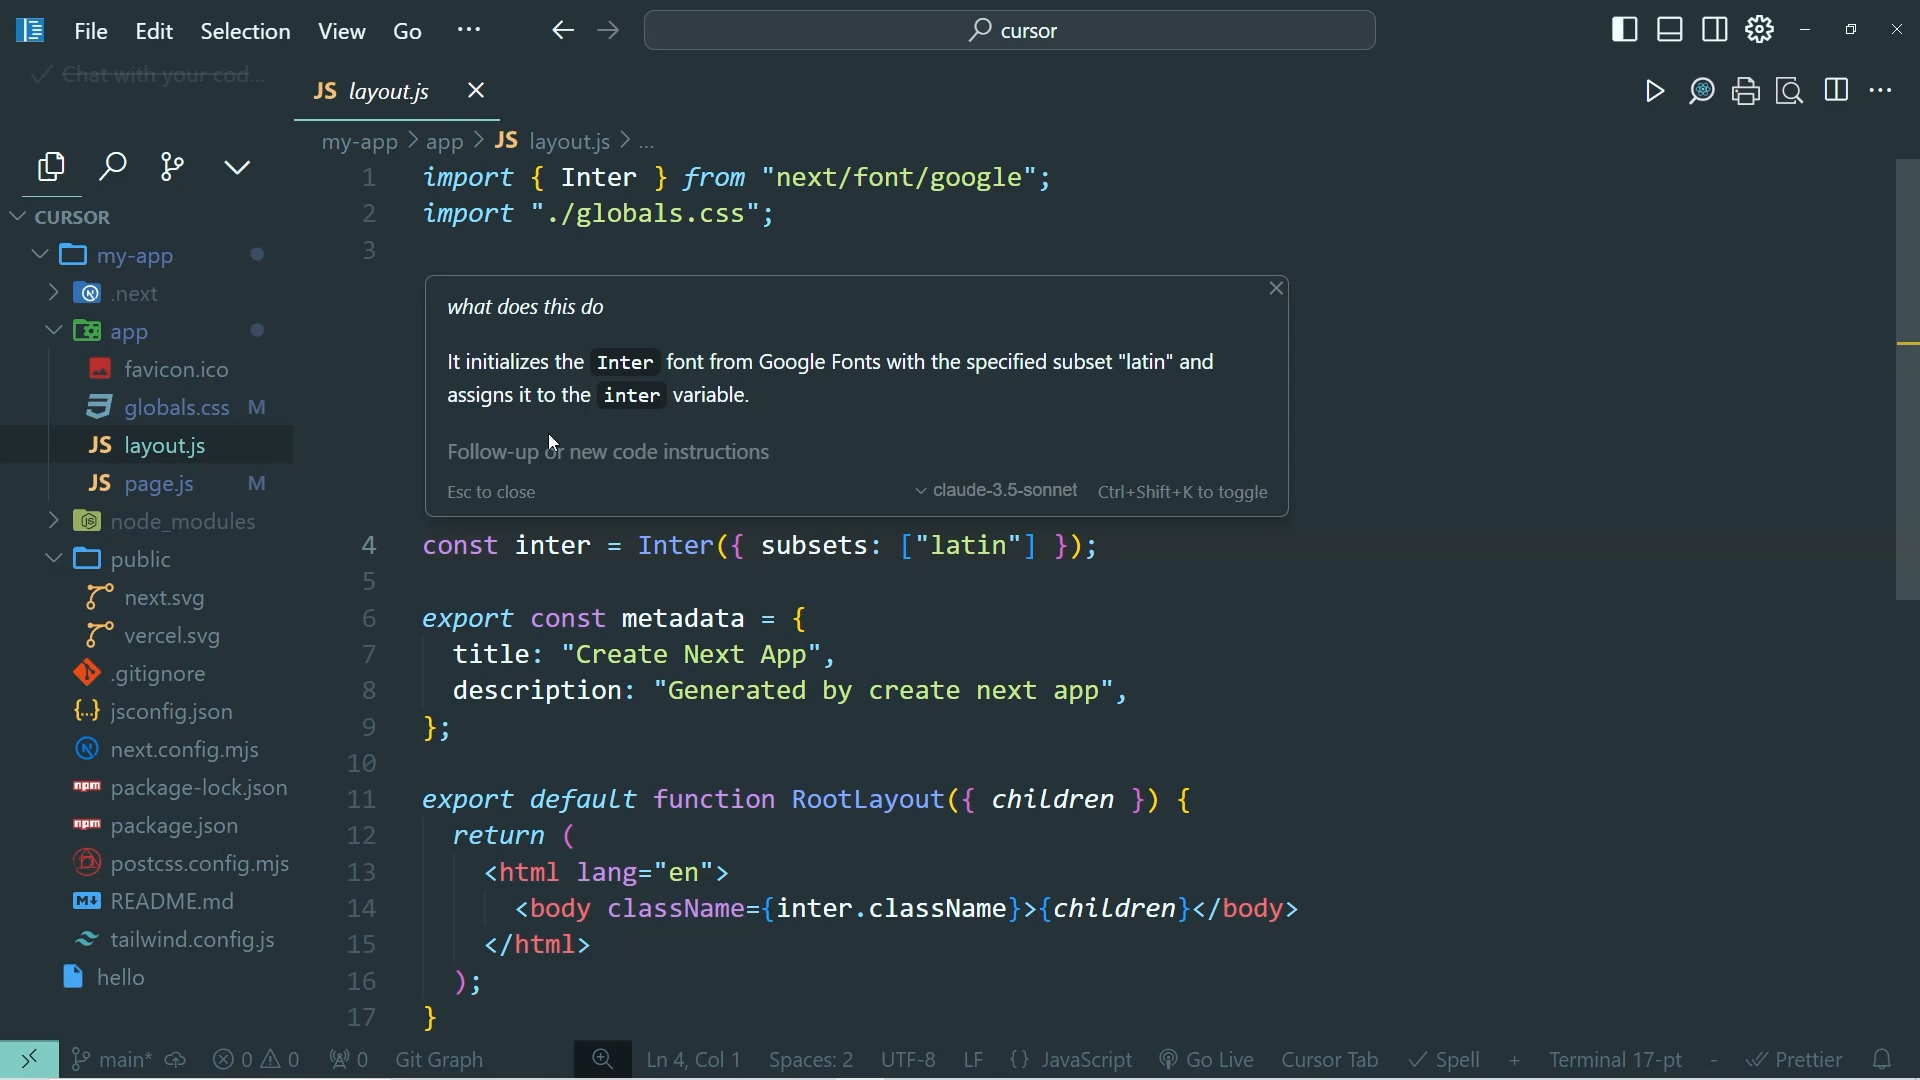 File Edit Selection View Go ···
cursor
Chat with your cod...
JS layout.js
my-app > app > JS layout.js > ...
CURSOR
my-app
.next
app
favicon.ico
globals.css M
JS layout.js
JS page.js M
node_modules
public
next.svg
vercel.svg
.gitignore
{..} jsconfig.json
next.config.mjs
npm package-lock.json
npm package.json
postcss.config.mjs
README.md
tailwind.config.js
hello
1 import { Inter } from "next/font/google";
2 import "./globals.css";
3
what does this do
It initializes the Inter font from Google Fonts with the specified subset "latin" and
assigns it to the inter variable.
Follow-up or new code instructions
Esc to close claude-3.5-sonnet Ctrl+Shift+K to toggle
4 const inter = Inter({ subsets: ["latin"] });
5
6 export const metadata = {
7 title: "Create Next App",
8 description: "Generated by create next app",
9 };
10
11 export default function RootLayout({ children }) {
12 return (
13 <html lang="en">
14 <body className={inter.className}>{children}</body>
15 </html>
16 );
17 }
main* 0 0 0 Git Graph Ln 4, Col 1 Spaces: 2 UTF-8 LF {} JavaScript Go Live Cursor Tab Spell + Terminal 17-pt - Prettier